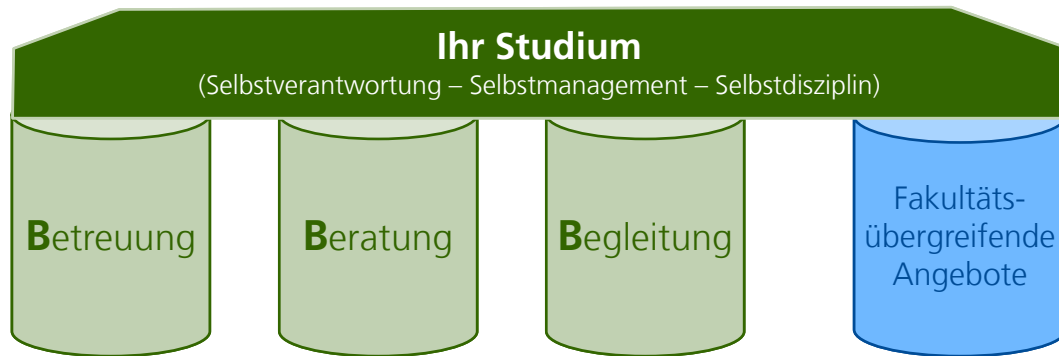 Ihr Studium
(Selbstverantwortung – Selbstmanagement – Selbstdisziplin)
Betreuung
Beratung
Begleitung
Fakultäts-
übergreifende
Angebote